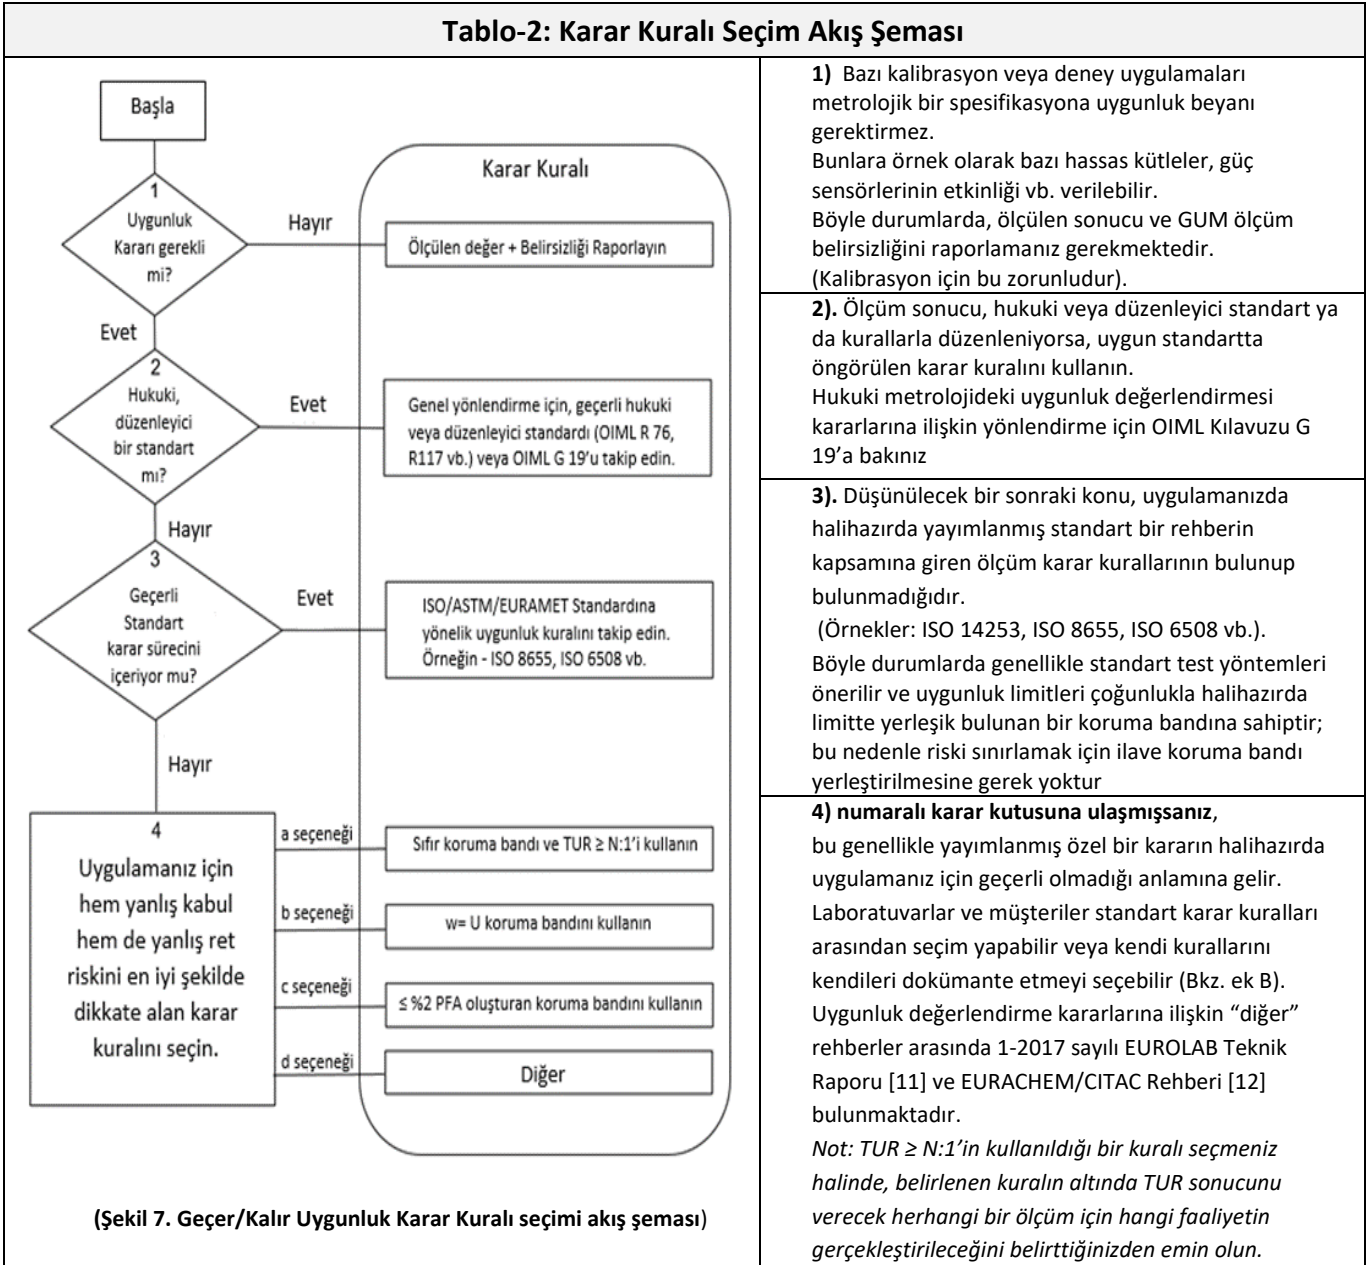 Tablo-2: Karar Kuralı Seçim Akış Şeması
Başla
1
Uygunluk
Kararı gerekli
mi?
Hayır
Evet
Karar Kuralı
Ölçülen değer + Belirsizliği Raporlayın
2
Hukuki,
düzenleyici
bir standart
mı?
Evet
Hayır
Genel yönlendirme için, geçerli hukuki
veya düzenleyici standardı (OIML R 76,
R117 vb.) veya OIML G 19’u takip edin.
3
Geçerli
Standart
karar sürecini
içeriyor mu?
Evet
Hayır
ISO/ASTM/EURAMET Standardına
yönelik uygunluk kuralını takip edin.
Örneğin - ISO 8655, ISO 6508 vb.
4
Uygulamanız için
hem yanlış kabul
hem de yanlış ret
riskini en iyi şekilde
dikkate alan karar
kuralını seçin.
a seçeneği
Sıfır koruma bandı ve TUR ≥ N:1’i kullanın
b seçeneği
w= U koruma bandını kullanın
c seçeneği
≤ %2 PFA oluşturan koruma bandını kullanın
d seçeneği
Diğer
(Şekil 7. Geçer/Kalır Uygunluk Karar Kuralı seçimi akış şeması)
1) Bazı kalibrasyon veya deney uygulamaları
metrolojik bir spesifikasyona uygunluk beyanı
gerektirmez.
Bunlara örnek olarak bazı hassas kütleler, güç
sensörlerinin etkinliği vb. verilebilir.
Böyle durumlarda, ölçülen sonucu ve GUM ölçüm
belirsizliğini raporlamanız gerekmektedir.
(Kalibrasyon için bu zorunludur).
2). Ölçüm sonucu, hukuki veya düzenleyici standart ya
da kurallarla düzenleniyorsa, uygun standartta
öngörülen karar kuralını kullanın.
Hukuki metrolojideki uygunluk değerlendirmesi
kararlarına ilişkin yönlendirme için OIML Kılavuzu G
19’a bakınız
3). Düşünülecek bir sonraki konu, uygulamanızda
halihazırda yayımlanmış standart bir rehberin
kapsamına giren ölçüm karar kurallarının bulunup
bulunmadığıdır.
(Örnekler: ISO 14253, ISO 8655, ISO 6508 vb.).
Böyle durumlarda genellikle standart test yöntemleri
önerilir ve uygunluk limitleri çoğunlukla halihazırda
limitte yerleşik bulunan bir koruma bandına sahiptir;
bu nedenle riski sınırlamak için ilave koruma bandı
yerleştirilmesine gerek yoktur
4) numaralı karar kutusuna ulaşmışsanız,
bu genellikle yayımlanmış özel bir kararın halihazırda
uygulamanız için geçerli olmadığı anlamına gelir.
Laboratuvarlar ve müşteriler standart karar kuralları
arasından seçim yapabilir veya kendi kurallarını
kendileri dokümante etmeyi seçebilir (Bkz. ek B).
Uygunluk değerlendirme kararlarına ilişkin “diğer”
rehberler arasında 1-2017 sayılı EUROLAB Teknik
Raporu [11] ve EURACHEM/CITAC Rehberi [12]
bulunmaktadır.
Not: TUR ≥ N:1’in kullanıldığı bir kuralı seçmeniz
halinde, belirlenen kuralın altında TUR sonucunu
verecek herhangi bir ölçüm için hangi faaliyetin
gerçekleştirileceğini belirttiğinizden emin olun.